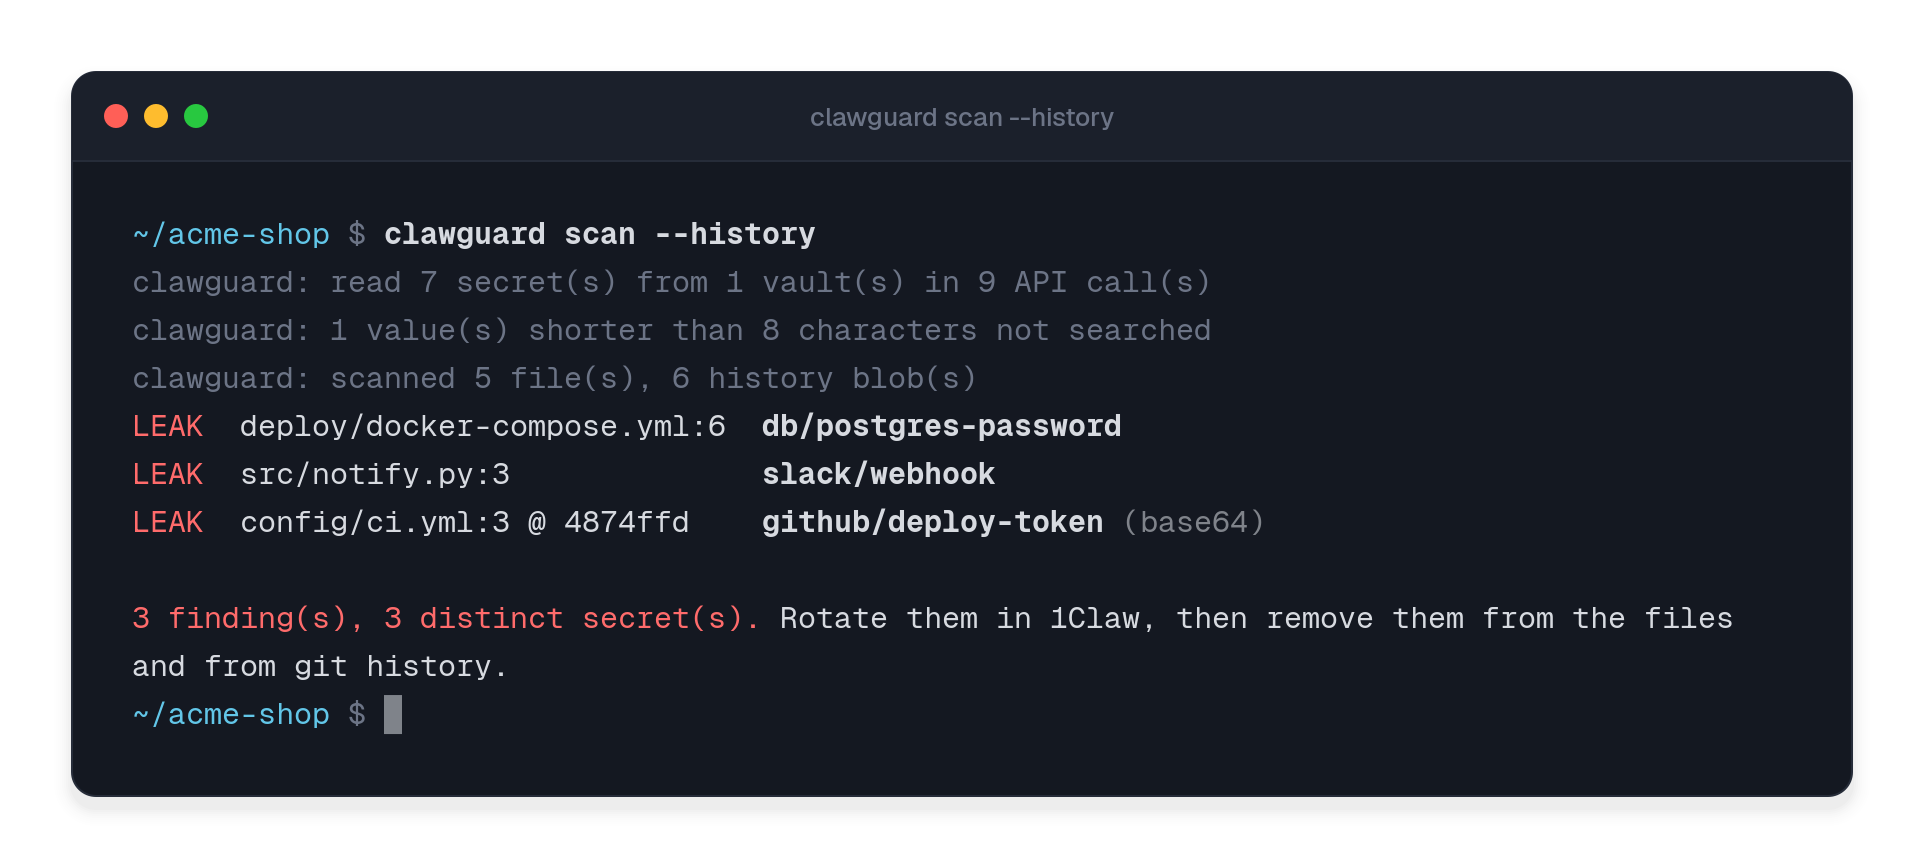 clawguard scan --history
~/acme-shop $ clawguard scan --history
clawguard: read 7 secret(s) from 1 vault(s) in 9 API call(s)
clawguard: 1 value(s) shorter than 8 characters not searched
clawguard: scanned 5 file(s), 6 history blob(s)
LEAK  deploy/docker-compose.yml:6  db/postgres-password
LEAK  src/notify.py:3              slack/webhook
LEAK  config/ci.yml:3 @ 4874ffd    github/deploy-token (base64)
3 finding(s), 3 distinct secret(s). Rotate them in 1Claw, then remove them from the files
and from git history.
~/acme-shop $